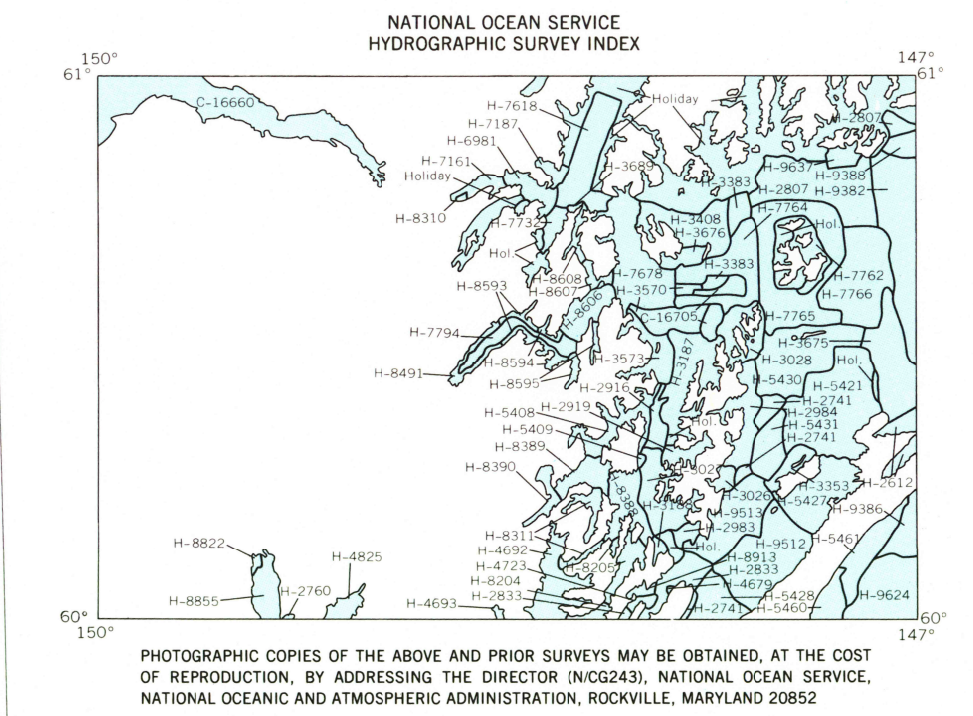 NATIONAL OCEAN SERVICE
HYDROGRAPHIC SURVEY INDEX
150° 147°
61° 61°
C-16660
Holiday
H-7618
H-2807
H-7187
H-6981
H-7161
H-3689
H-9637
H-9388
Holiday
H-3383
H-2807
H-9382
H-8310
H-7732
H-3408
H-7764
H-3676
Hol.
Hol.
H-8608
H-7678
H-3383
H-7762
H-8593
H-8607
H-3570
H-7766
H-8606
C-16705
H-7765
H-7794
H-3187
H-3675
H-8594
H-3573
H-3028
Hol.
H-8491
H-8595
H-2916
H-5430
H-5421
H-2741
H-5408
H-2919
H-2984
Hol.
H-5431
H-5409
H-2741
H-8389
H-8390
H-3027
H-8388
H-3353
H-2612
H-3026
H-5427
H-3188
H-9513
H-9386
H-2983
H-8311
H-9512
H-5461
H-8822
H-4692
Hol.
H-8913
H-4825
H-4723
H-8205
H-2833
H-8204
H-4679
H-2760
H-2833
H-5428
H-9624
H-8855
H-4693
H-2741
H-5460
60° 60°
150° 147°
PHOTOGRAPHIC COPIES OF THE ABOVE AND PRIOR SURVEYS MAY BE OBTAINED, AT THE COST
OF REPRODUCTION, BY ADDRESSING THE DIRECTOR (N/CG243), NATIONAL OCEAN SERVICE,
NATIONAL OCEANIC AND ATMOSPHERIC ADMINISTRATION, ROCKVILLE, MARYLAND 20852